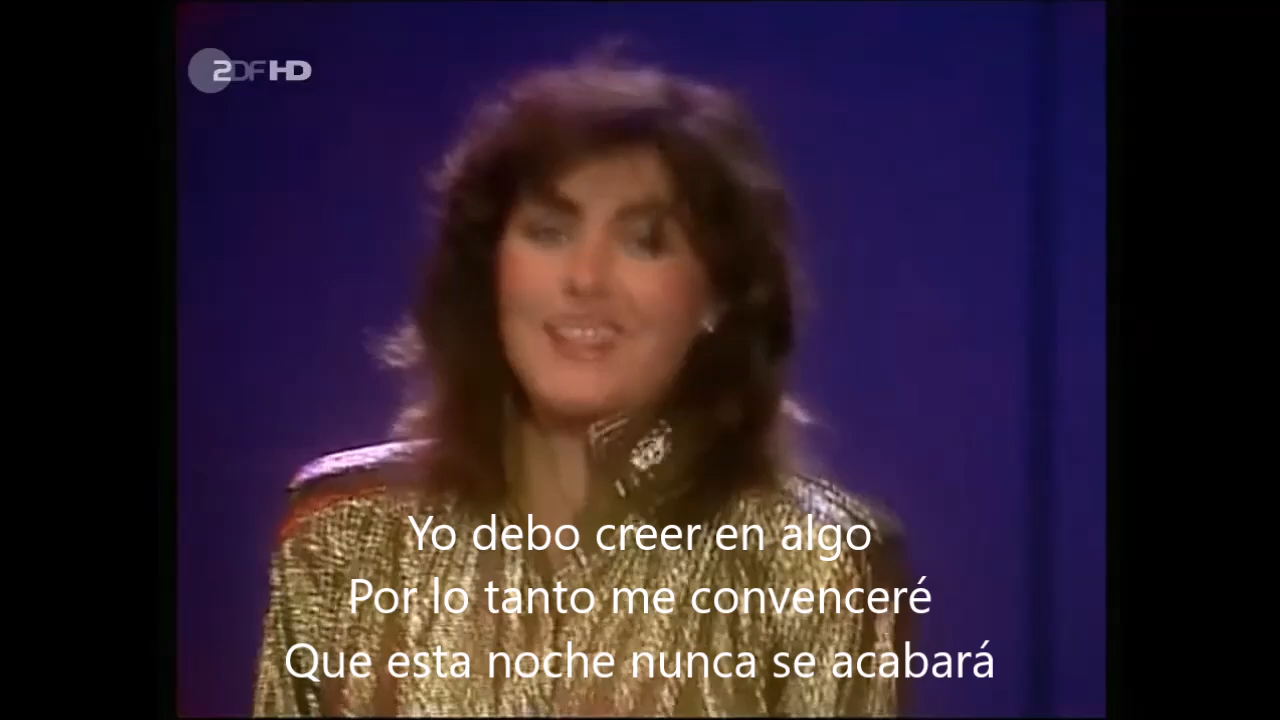 ZDF HD
Yo debo creer en algo
Por lo tanto me convenceré
Que esta noche nunca se acabará